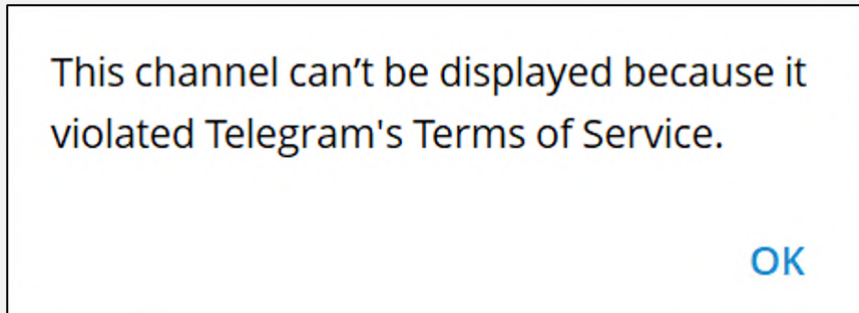 This channel can’t be displayed because it
violated Telegram's Terms of Service.
OK